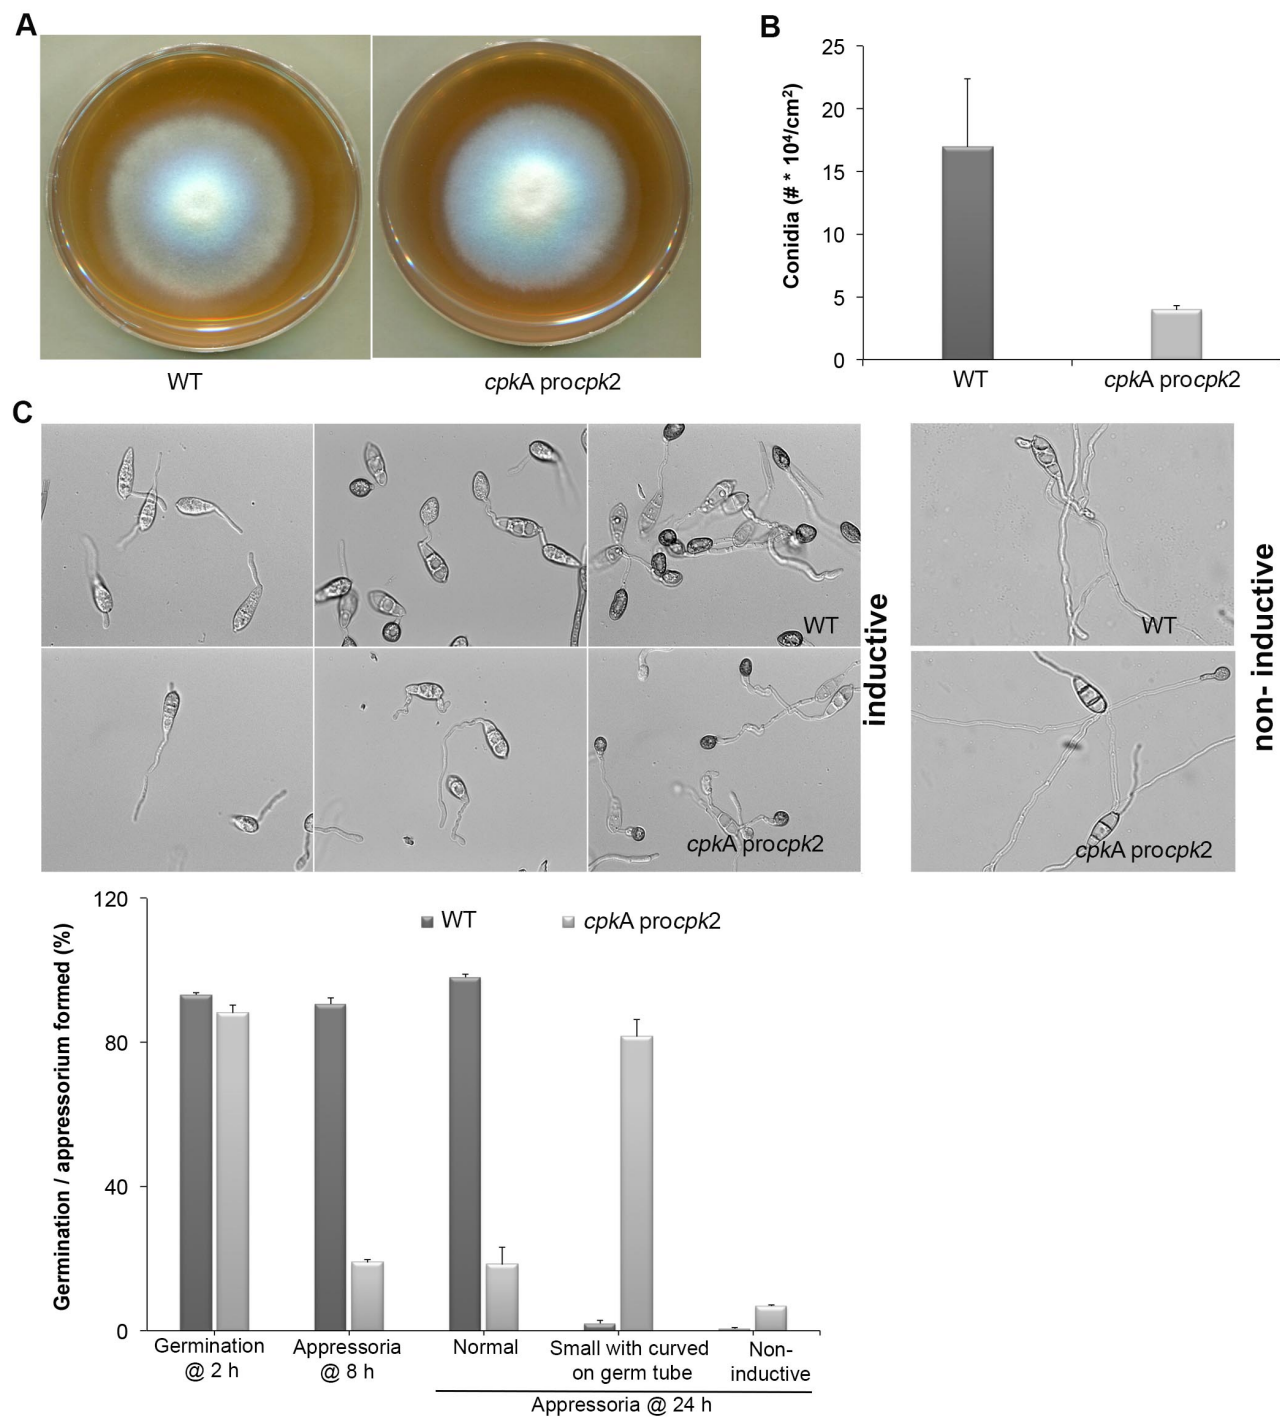 A
B
25
20
15
10
5
0
Conidia (# * 10⁴/cm²)
WT
cpkA procpk2
WT
cpkA procpk2
C
WT
inductive
WT
non- inductive
cpkA procpk2
cpkA procpk2
120
80
40
0
Germination / appressorium formed (%)
WT
cpkA procpk2
Germination
@ 2 h
Appressoria
@ 8 h
Normal
Small with curved
on germ tube
Non-
inductive
Appressoria @ 24 h